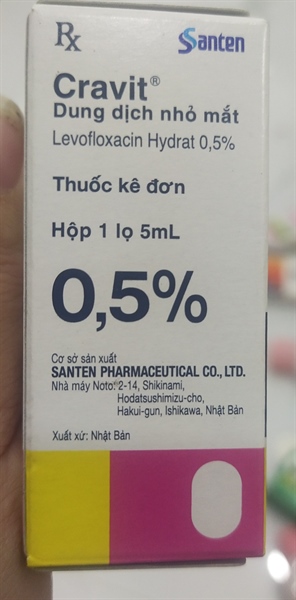 Rx
Santen
Cravit®
Dung dịch nhỏ mắt
Levofloxacin Hydrat 0,5%
Thuốc kê đơn
Hộp 1 lọ 5mL
0,5%
Cơ sở sản xuất
SANTEN PHARMACEUTICAL CO., LTD.
Nhà máy Noto: 2-14, Shikinami,
Hodatsushimizu-cho,
Hakui-gun, Ishikawa, Nhật Bản
Xuất xứ: Nhật Bản